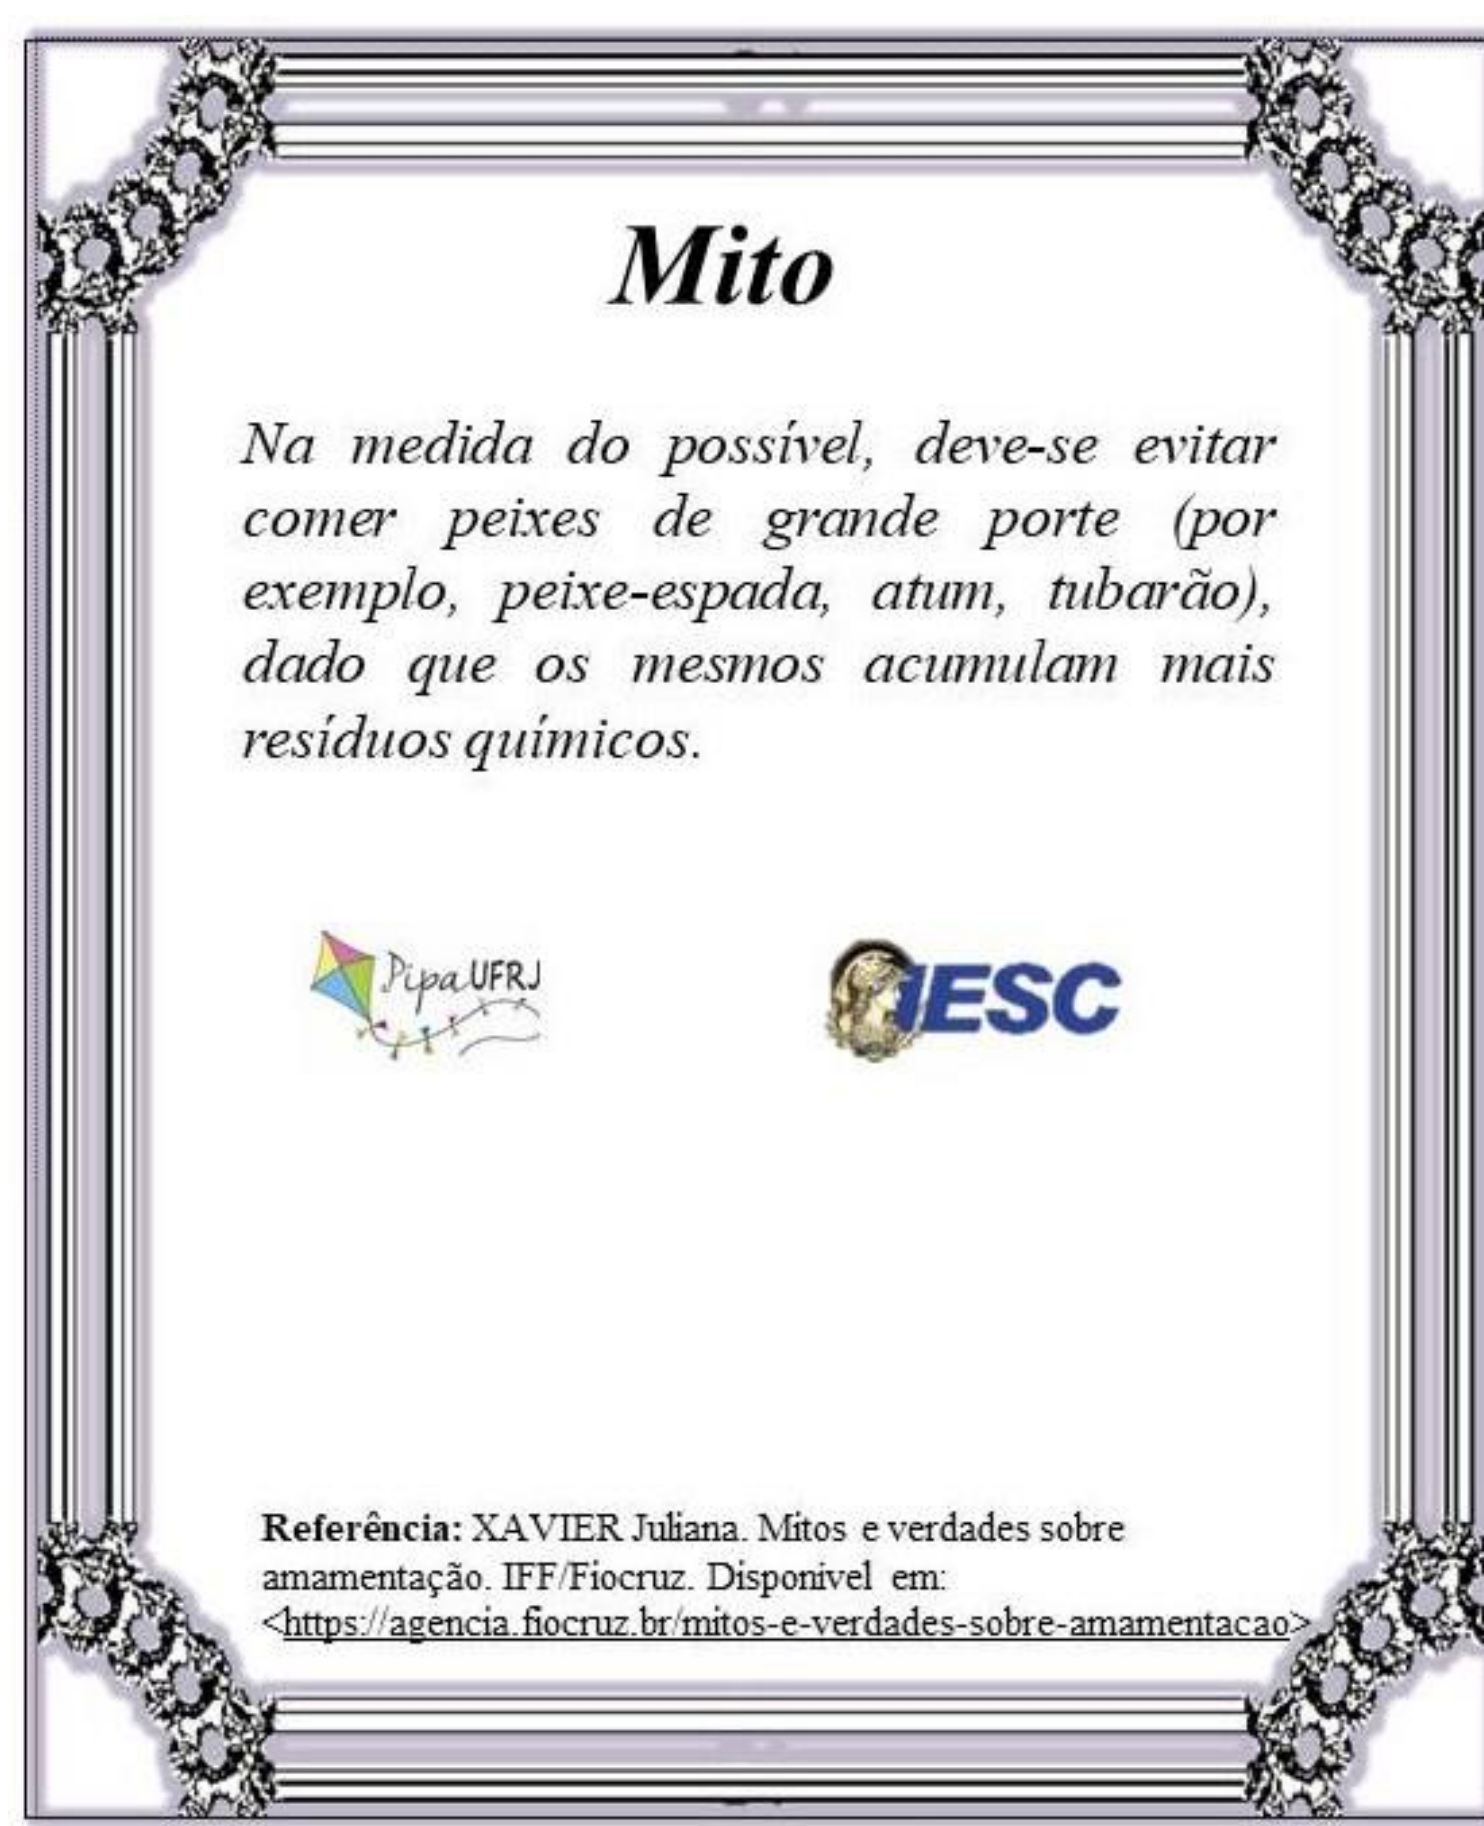 Mito
Na medida do possível, deve-se evitar
comer peixes de grande porte (por
exemplo, peixe-espada, atum, tubarão),
dado que os mesmos acumulam mais
resíduos químicos.
Pipa UFRJ
IESC
Referência: XAVIER Juliana. Mitos e verdades sobre
amamentação. IFF/Fiocruz. Disponivel em:
<https://agencia.fiocruz.br/mitos-e-verdades-sobre-amamentacao>